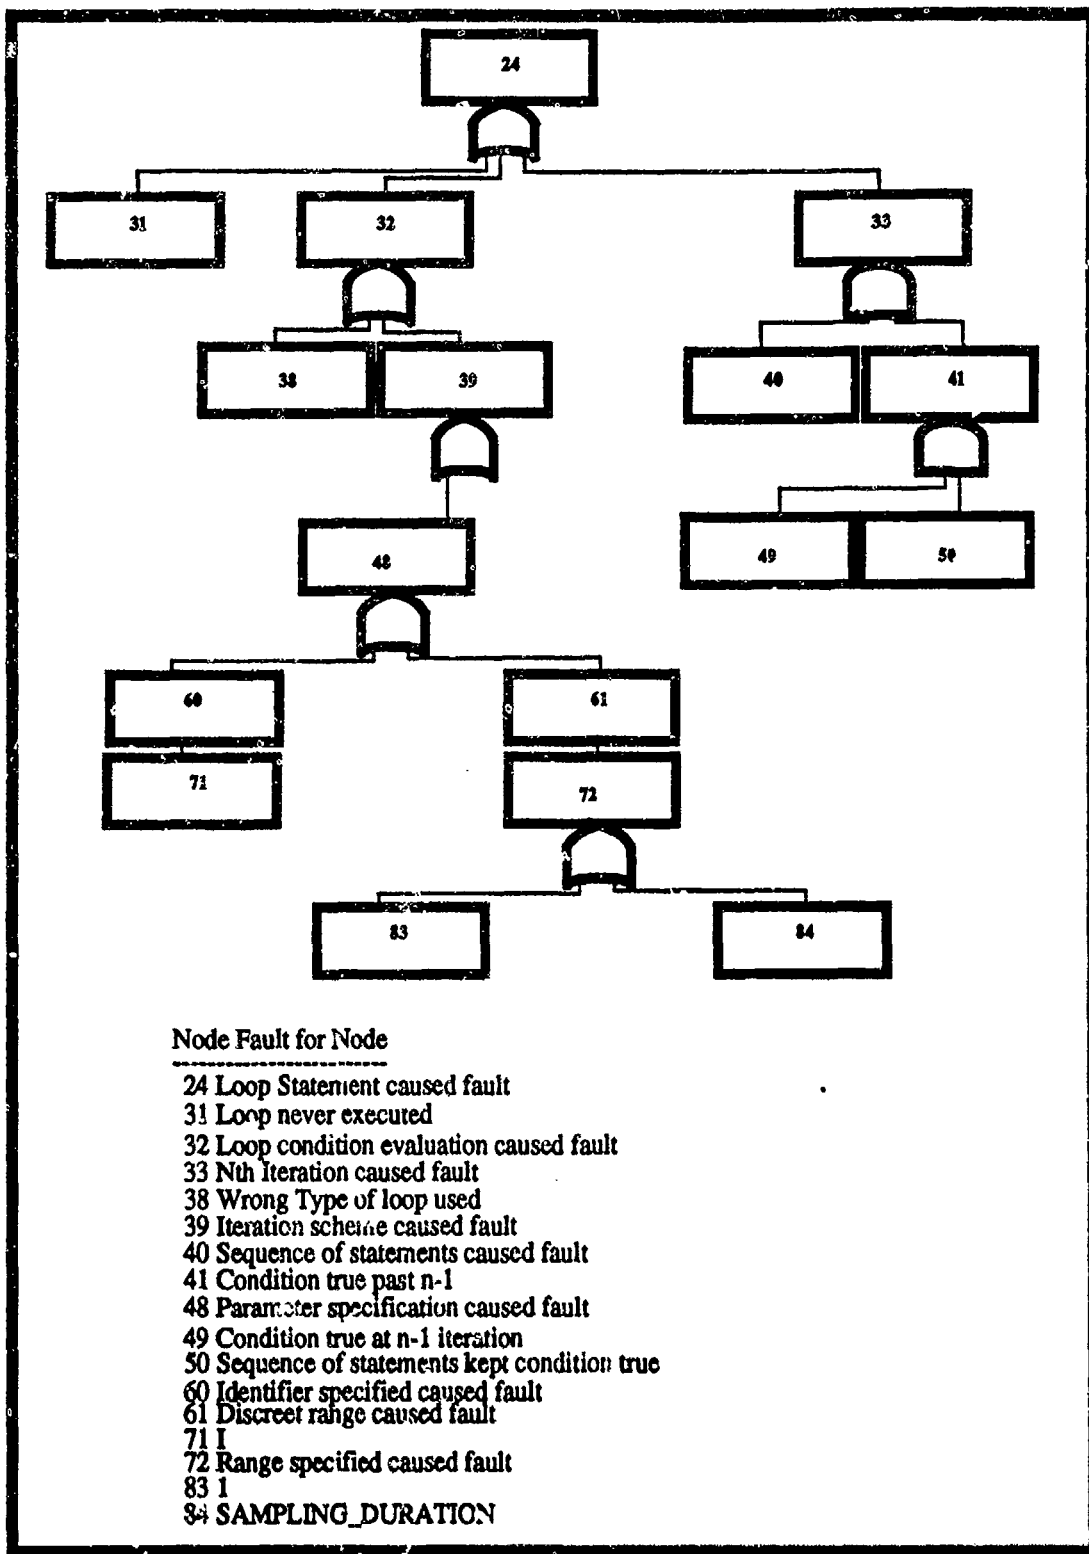 24
31
32
33
38
39
40
41
48
49
50
60
61
71
72
83
84
Node Fault for Node
---------------------------
24 Loop Statement caused fault
31 Loop never executed
32 Loop condition evaluation caused fault
33 Nth Iteration caused fault
38 Wrong Type of loop used
39 Iteration scheme caused fault
40 Sequence of statements caused fault
41 Condition true past n-1
48 Parameter specification caused fault
49 Condition true at n-1 iteration
50 Sequence of statements kept condition true
60 Identifier specified caused fault
61 Discreet range caused fault
71 I
72 Range specified caused fault
83 1
84 SAMPLING_DURATION